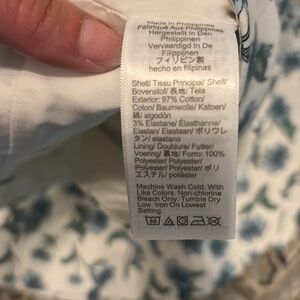 Made in Philippines
Fabriqué Aux Philippines
Hergestellt In Den
Philippinen
Vervaardigd In De
Filippijnen
フィリピン製
hecho en filipinas
Shell/ Tissu Principal/ Shell/
Bovenstof/ 表地/ Tela
Exterior: 97% Cotton/
Coton/ Baumwolle/ Katoen/
綿/ algodón
3% Elastane/ Élasthanne/
Elastan/ Elastaan/ ポリウレ
タン/ elastano
Lining/ Doublure/ Futter/
Voering/ 裏地/ Forro: 100%
Polyester/ Polyester/
Polyester/ Polyester/ ポリ
エステル/ poliéster
Machine Wash Cold, With
Like Colors. Non-chlorine
Bleach Only. Tumble Dry
Low. Iron On Lowest
Setting.